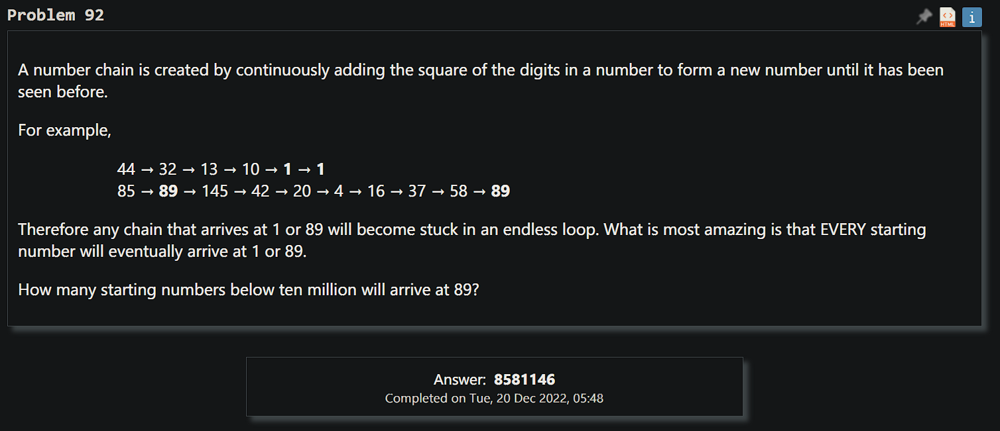 Problem 92
HTML
i
A number chain is created by continuously adding the square of the digits in a number to form a new number until it has been
seen before.
For example,
44 → 32 → 13 → 10 → 1 → 1
85 → 89 → 145 → 42 → 20 → 4 → 16 → 37 → 58 → 89
Therefore any chain that arrives at 1 or 89 will become stuck in an endless loop. What is most amazing is that EVERY starting
number will eventually arrive at 1 or 89.
How many starting numbers below ten million will arrive at 89?
Answer: 8581146
Completed on Tue, 20 Dec 2022, 05:48